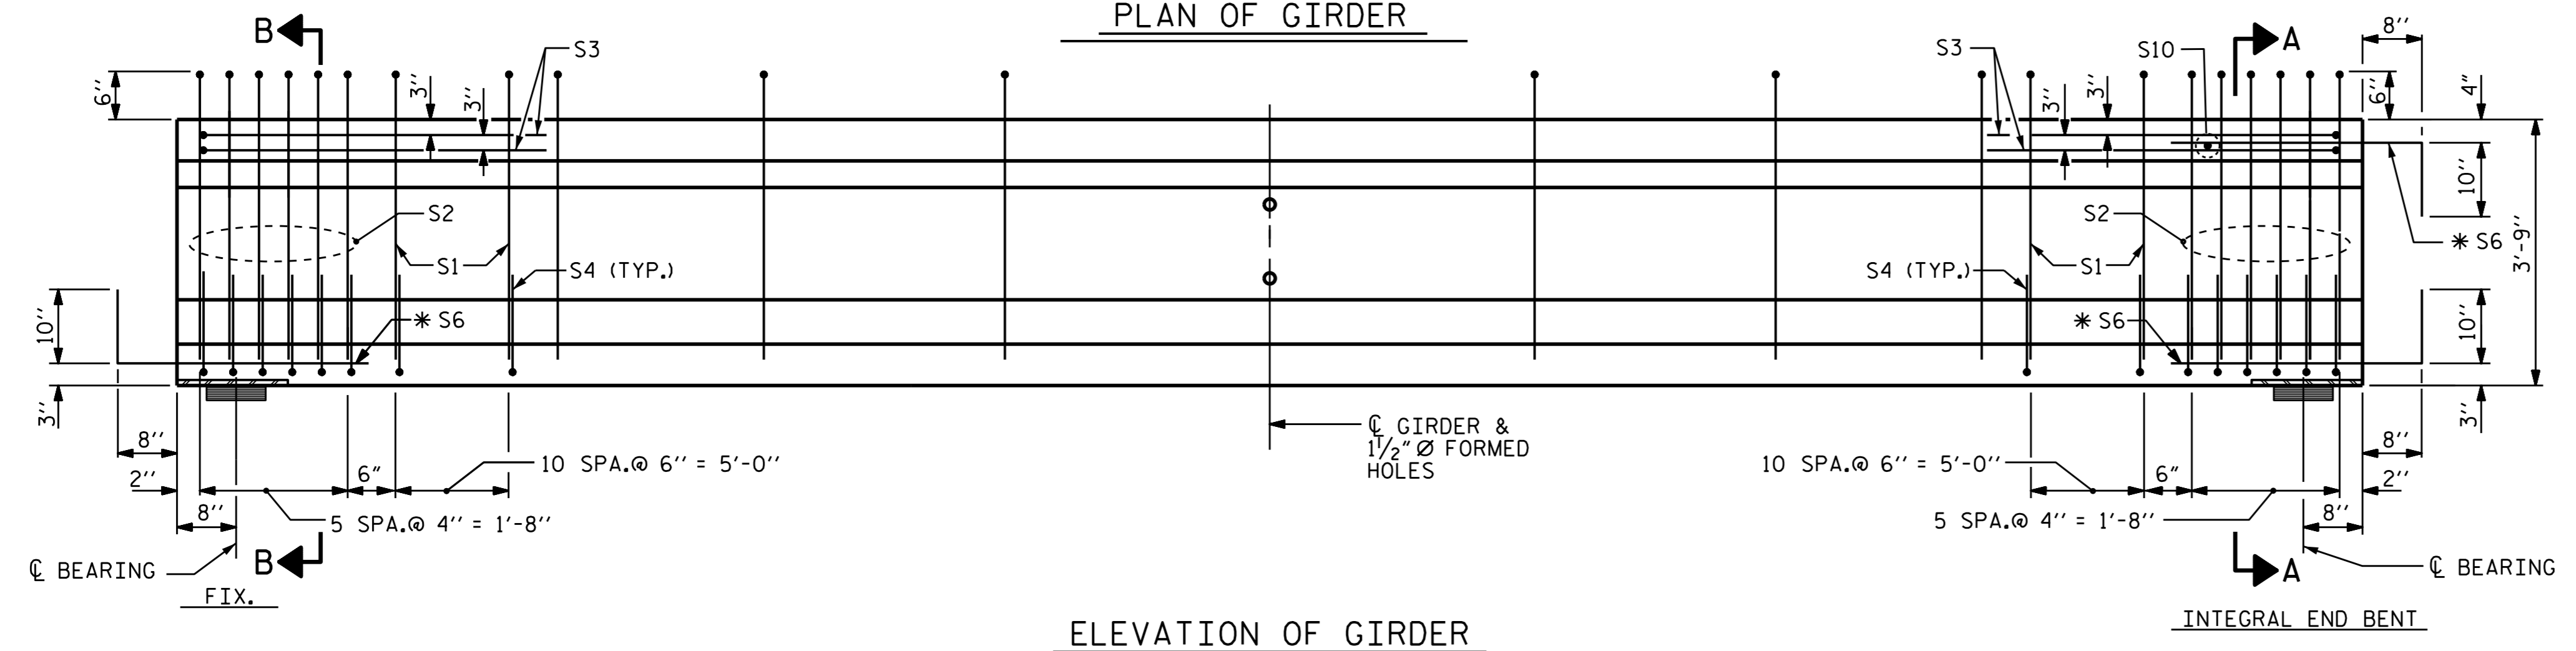 PLAN OF GIRDER
B
S3
S3
S10
A
8''
6''
3''
3''
3''
3''
6''
4"
10''
S2
S2
✳ S6
3'-9''
S1
S4 (TYP.)
S4 (TYP.)
S1
10''
✳ S6
✳ S6
10''
3''
3''
8''
℄ GIRDER &
1 1/2" Ø FORMED
HOLES
8''
2''
6"
10 SPA.@ 6'' = 5'-0''
10 SPA.@ 6'' = 5'-0''
6"
2''
8''
5 SPA.@ 4'' = 1'-8''
5 SPA.@ 4'' = 1'-8''
8''
℄ BEARING
B
A
℄ BEARING
FIX.
INTEGRAL END BENT
ELEVATION OF GIRDER